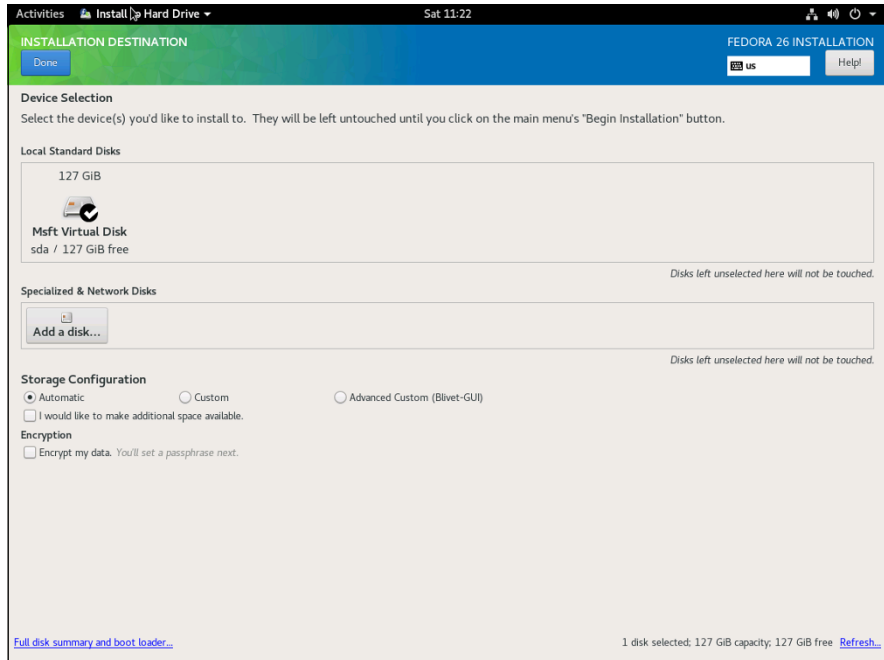 Activities Install to Hard Drive Sat 11:22
INSTALLATION DESTINATION FEDORA 26 INSTALLATION
Done us Help!
Device Selection
Select the device(s) you'd like to install to. They will be left untouched until you click on the main menu's "Begin Installation" button.
Local Standard Disks
127 GiB
Msft Virtual Disk
sda / 127 GiB free
Disks left unselected here will not be touched.
Specialized & Network Disks
Add a disk...
Disks left unselected here will not be touched.
Storage Configuration
Automatic Custom Advanced Custom (Blivet-GUI)
I would like to make additional space available.
Encryption
Encrypt my data. You'll set a passphrase next.
Full disk summary and boot loader... 1 disk selected; 127 GiB capacity; 127 GiB free Refresh...